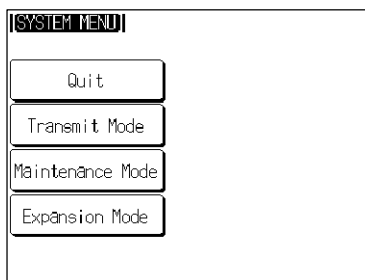 SYSTEM MENU
Quit
Transmit Mode
Maintenance Mode
Expansion Mode